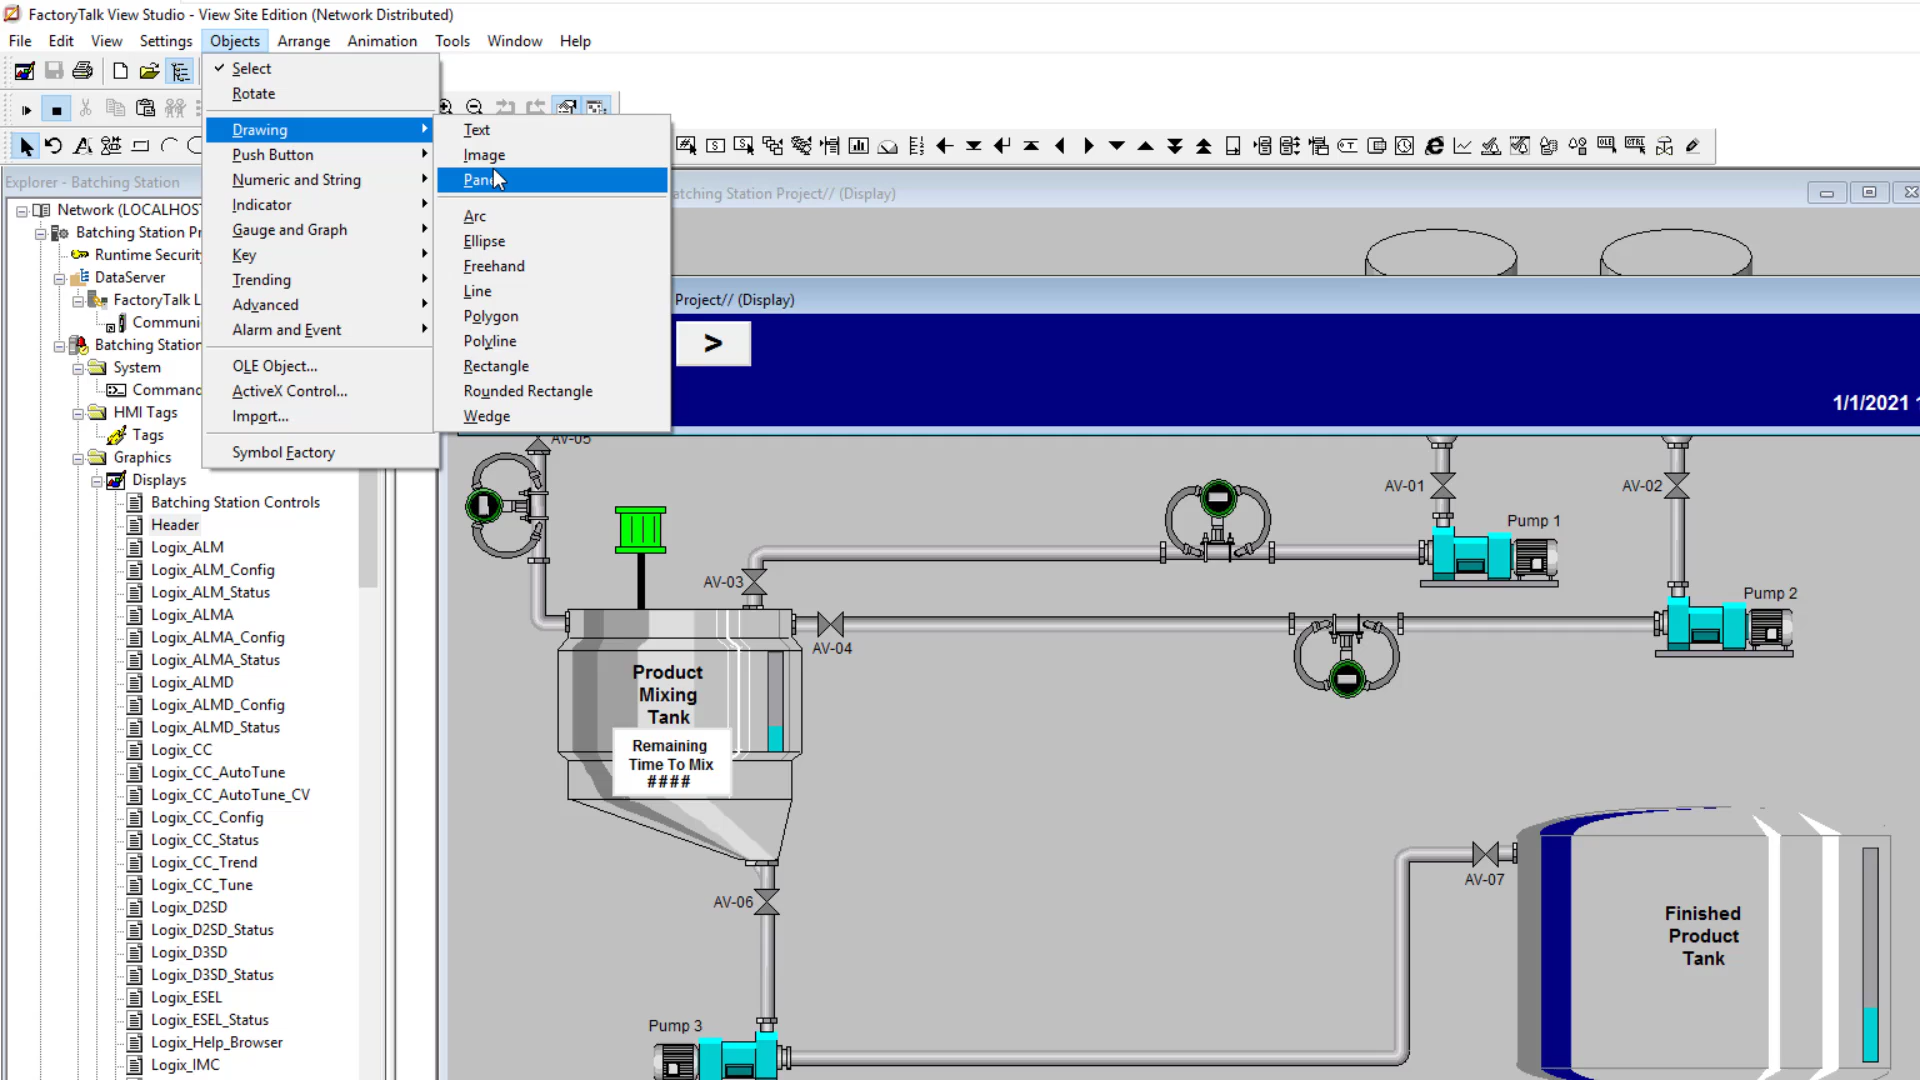 FactoryTalk View Studio - View Site Edition (Network Distributed)
File Edit View Settings Objects Arrange Animation Tools Window Help
Select
Rotate
Drawing
Push Button
Numeric and String
Indicator
Gauge and Graph
Key
Trending
Advanced
Alarm and Event
OLE Object...
ActiveX Control...
Import...
Symbol Factory
Text
Image
Arc
Ellipse
Freehand
Line
Polygon
Polyline
Rectangle
Rounded Rectangle
Wedge
Explorer - Batching Station
Network (LOCALHOS
Batching Station Pr
Runtime Securit
DataServer
FactoryTalk L
Communi
Batching Station
System
Command
HMI Tags
Tags
Graphics
Displays
Batching Station Controls
Header
Logix_ALM
Logix_ALM_Config
Logix_ALM_Status
Logix_ALMA
Logix_ALMA_Config
Logix_ALMA_Status
Logix_ALMD
Logix_ALMD_Config
Logix_ALMD_Status
Logix_CC
Logix_CC_AutoTune
Logix_CC_AutoTune_CV
Logix_CC_Config
Logix_CC_Status
Logix_CC_Trend
Logix_CC_Tune
Logix_D2SD
Logix_D2SD_Status
Logix_D3SD
Logix_D3SD_Status
Logix_ESEL
Logix_ESEL_Status
Logix_Help_Browser
Logix_IMC
atching Station Project// (Display)
Project// (Display)
>
1/1/2021 1
AV-05
AV-01
AV-02
Pump 1
AV-03
Pump 2
AV-04
Product
Mixing
Tank
Remaining
Time To Mix
####
AV-06
AV-07
Finished
Product
Tank
Pump 3